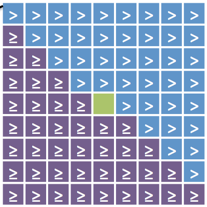 > > > > > > > > >
≥ > > > > > > > >
≥ ≥ > > > > > > >
≥ ≥ ≥ > > > > > >
≥ ≥ ≥ ≥ > > > >
≥ ≥ ≥ ≥ ≥ ≥ > > >
≥ ≥ ≥ ≥ ≥ ≥ ≥ > >
≥ ≥ ≥ ≥ ≥ ≥ ≥ ≥ >
≥ ≥ ≥ ≥ ≥ ≥ ≥ ≥ ≥